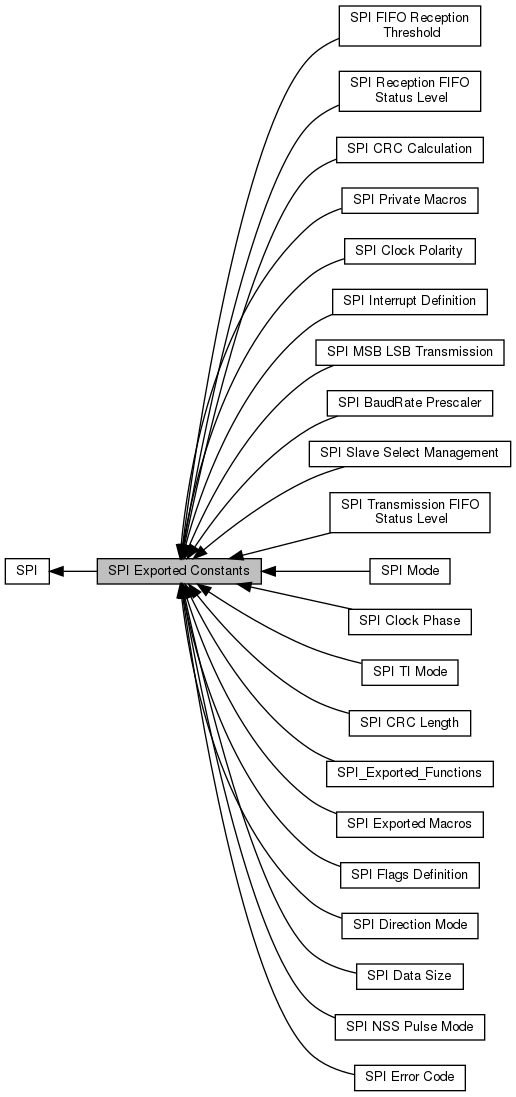 SPI FIFO Reception
Threshold
SPI Reception FIFO
Status Level
SPI CRC Calculation
SPI Private Macros
SPI Clock Polarity
SPI Interrupt Definition
SPI MSB LSB Transmission
SPI BaudRate Prescaler
SPI Slave Select Management
SPI Transmission FIFO
Status Level
SPI
SPI Exported Constants
SPI Mode
SPI Clock Phase
SPI TI Mode
SPI CRC Length
SPI_Exported_Functions
SPI Exported Macros
SPI Flags Definition
SPI Direction Mode
SPI Data Size
SPI NSS Pulse Mode
SPI Error Code